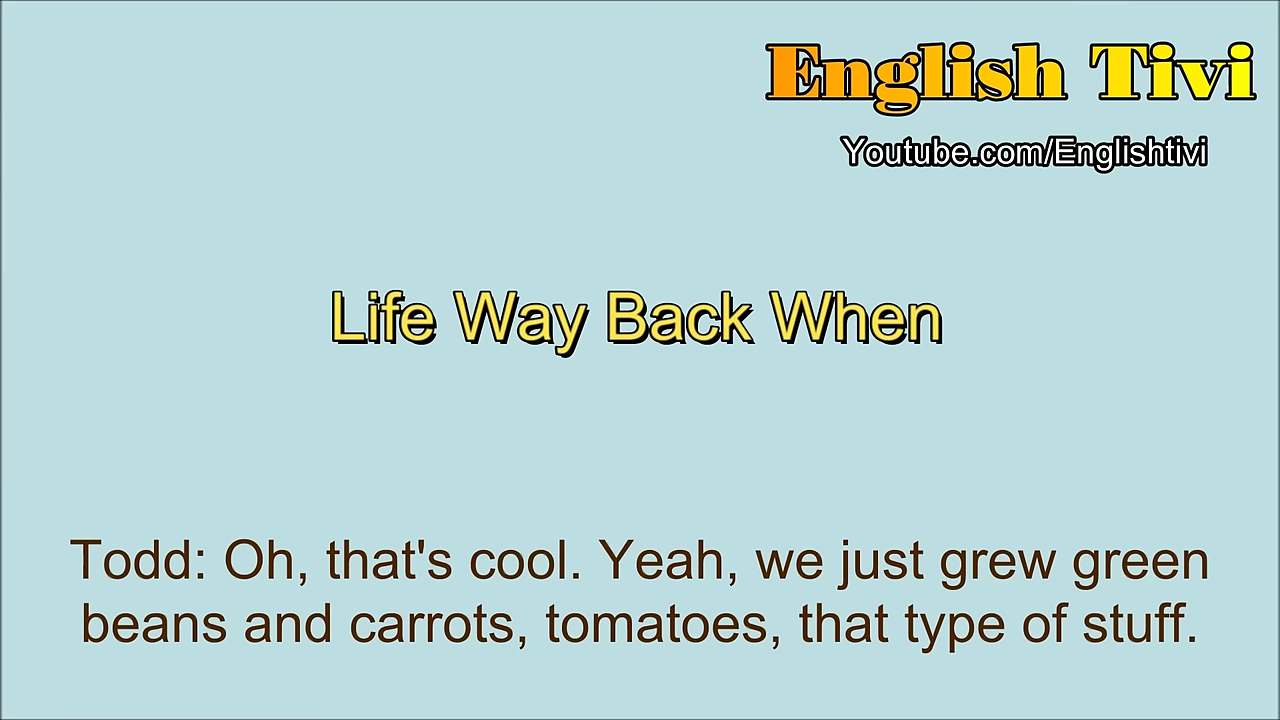 English Tivi
Youtube.com/Englishtivi
Life Way Back When
Todd: Oh, that's cool. Yeah, we just grew green
beans and carrots, tomatoes, that type of stuff.